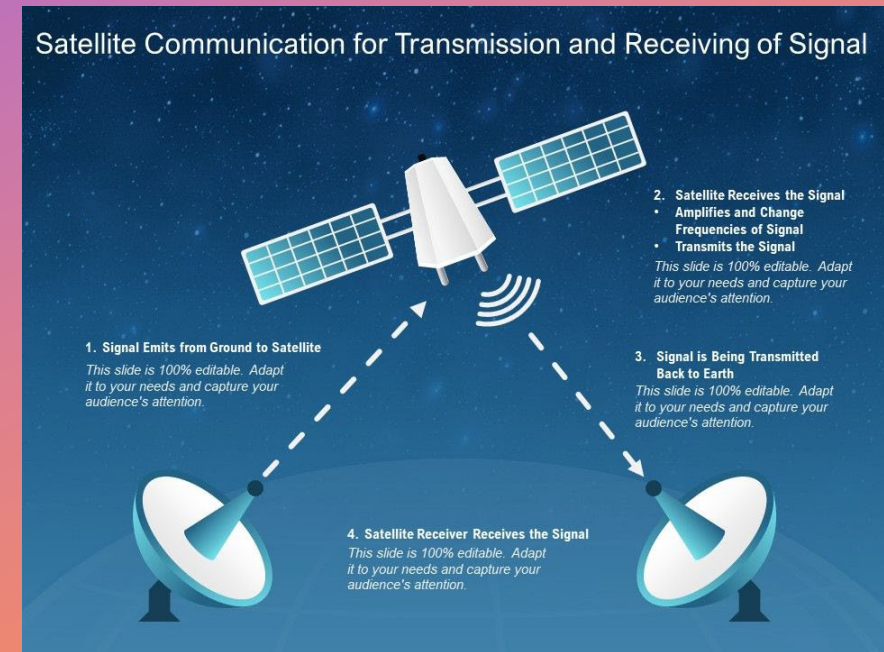 Satellite Communication for Transmission and Receiving of Signal
2. Satellite Receives the Signal
• Amplifies and Change
Frequencies of Signal
• Transmits the Signal
This slide is 100% editable. Adapt
it to your needs and capture your
audience's attention.
1. Signal Emits from Ground to Satellite
This slide is 100% editable. Adapt
it to your needs and capture your
audience's attention.
3. Signal is Being Transmitted
Back to Earth
This slide is 100% editable. Adapt
it to your needs and capture your
audience's attention.
4. Satellite Receiver Receives the Signal
This slide is 100% editable. Adapt
it to your needs and capture your
audience's attention.